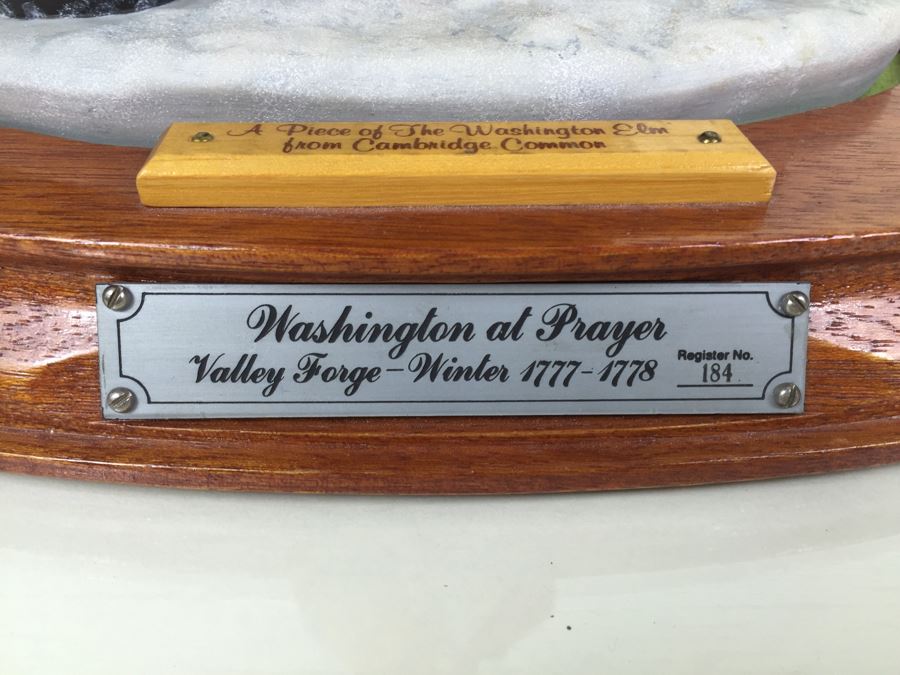 A Piece of The Washington Elm
from Cambridge Common
Washington at Prayer
Valley Forge - Winter 1777-1778
Register No.
184